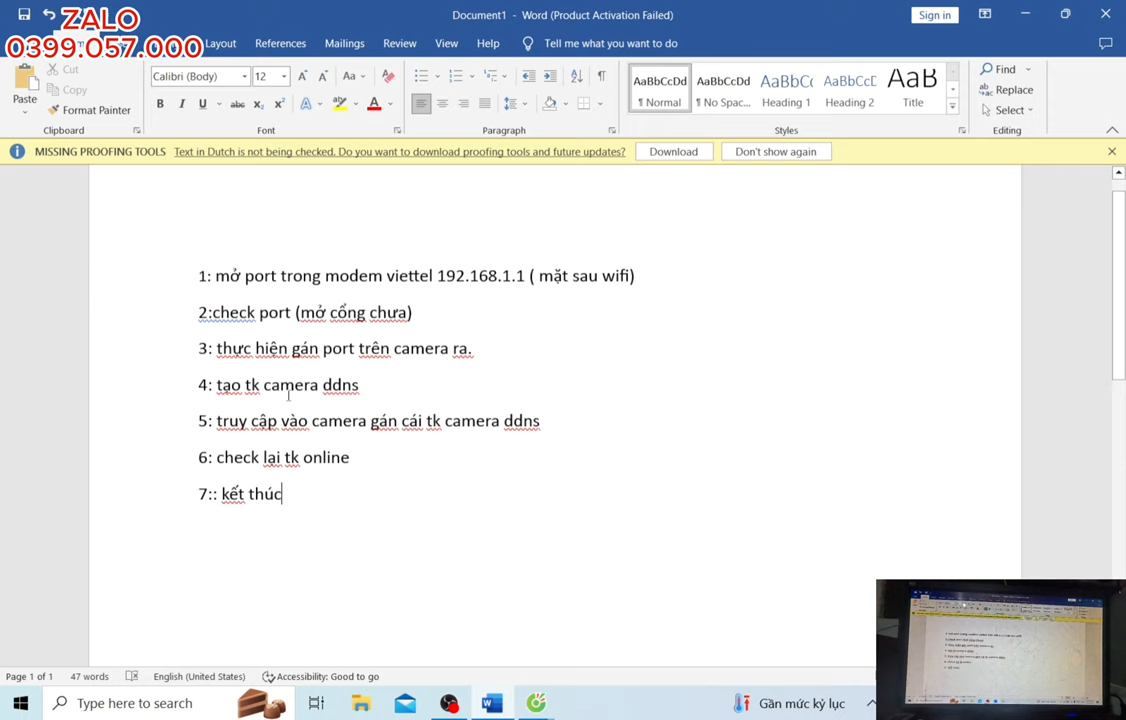 ZALO
0399.057.000
Document1 - Word (Product Activation Failed)
Sign in
Layout References Mailings Review View Help Tell me what you want to do
Paste
Cut
Copy
Format Painter
Clipboard
Calibri (Body) 12
Font
Paragraph
AaBbCcDd AaBbCcDd AaBbC( AaBbCcC AaB
¶ Normal ¶ No Spac... Heading 1 Heading 2 Title
Styles
Find
Replace
Select
Editing
MISSING PROOFING TOOLS Text in Dutch is not being checked. Do you want to download proofing tools and future updates? Download Don't show again
1: mở port trong modem viettel 192.168.1.1 ( mặt sau wifi)
2:check port (mở cổng chưa)
3: thực hiện gán port trên camera ra.
4: tạo tk camera ddns
5: truy cập vào camera gán cái tk camera ddns
6: check lại tk online
7:: kết thúc
Page 1 of 1 47 words English (United States) Accessibility: Good to go
Type here to search
Gần mức kỷ lục